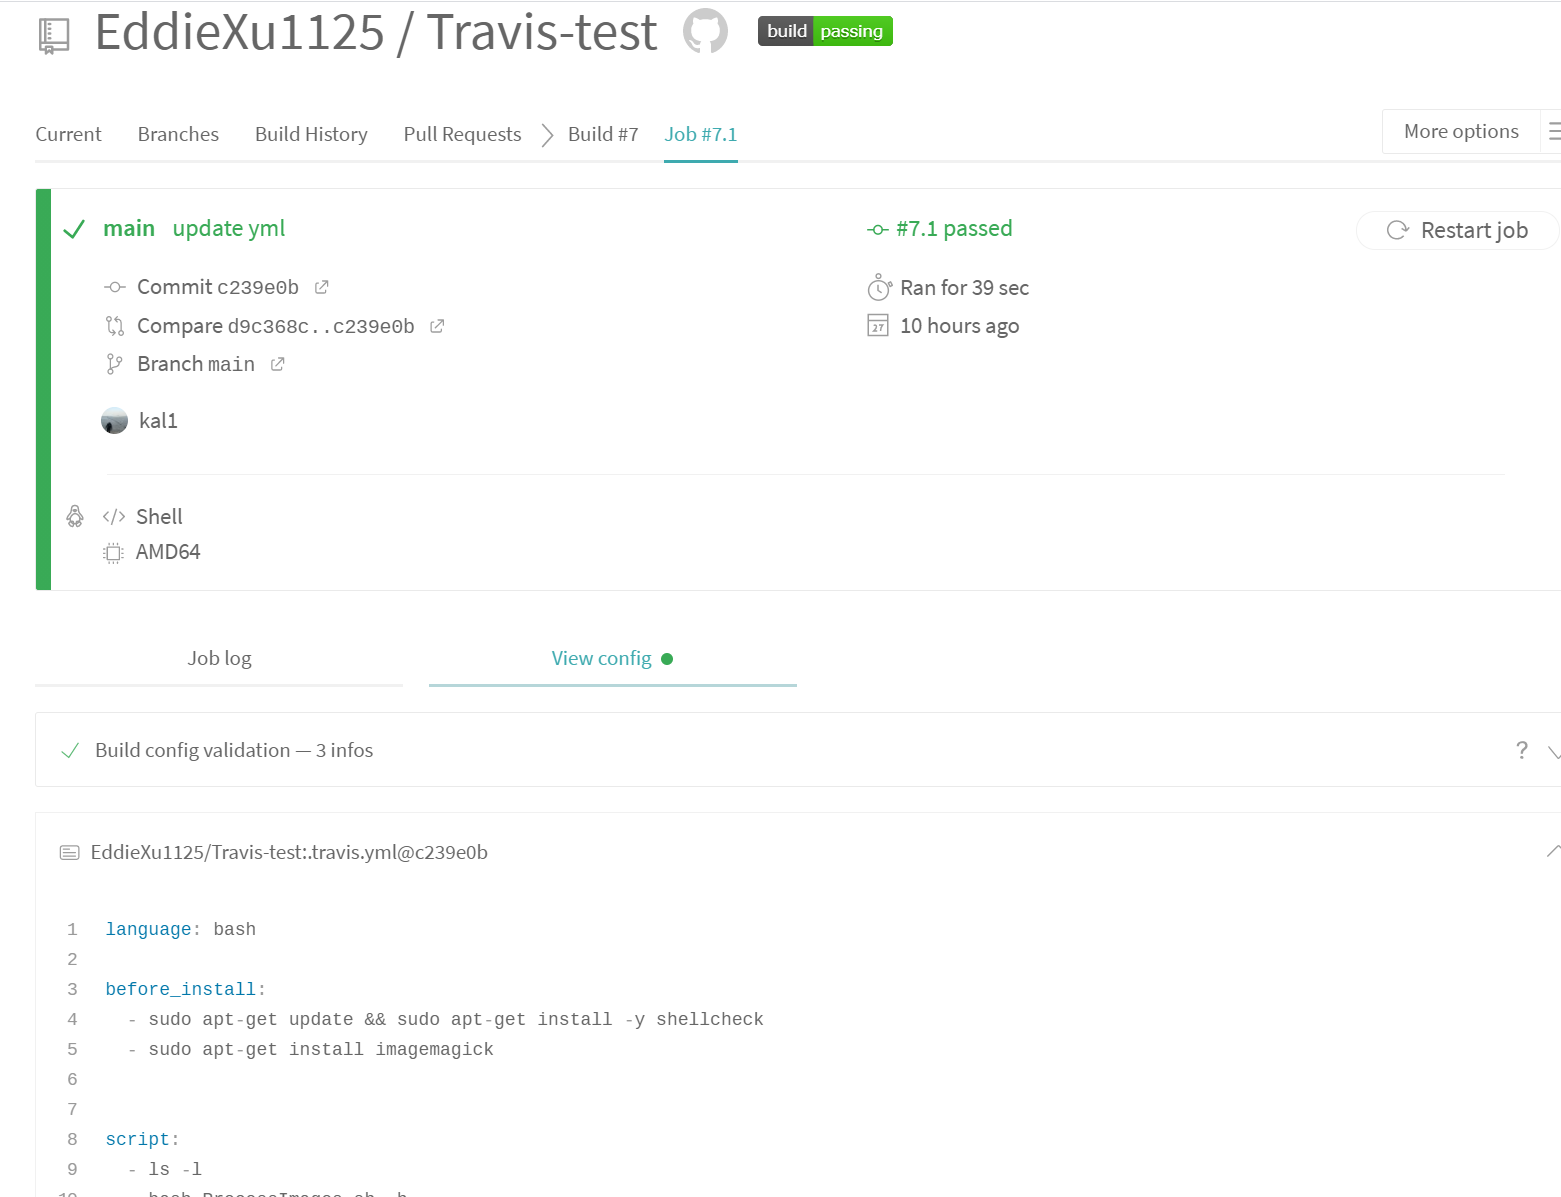 EddieXu1125 / Travis-test build passing
Current Branches Build History Pull Requests Build #7 Job #7.1 More options
main update yml #7.1 passed Restart job
Commit c239e0b Ran for 39 sec
Compare d9c368c..c239e0b 27 10 hours ago
Branch main
kal1
</> Shell
AMD64
Job log View config
Build config validation — 3 infos ?
EddieXu1125/Travis-test:.travis.yml@c239e0b
1 language: bash
2
3 before_install:
4 - sudo apt-get update && sudo apt-get install -y shellcheck
5 - sudo apt-get install imagemagick
6
7
8 script:
9 - ls -l